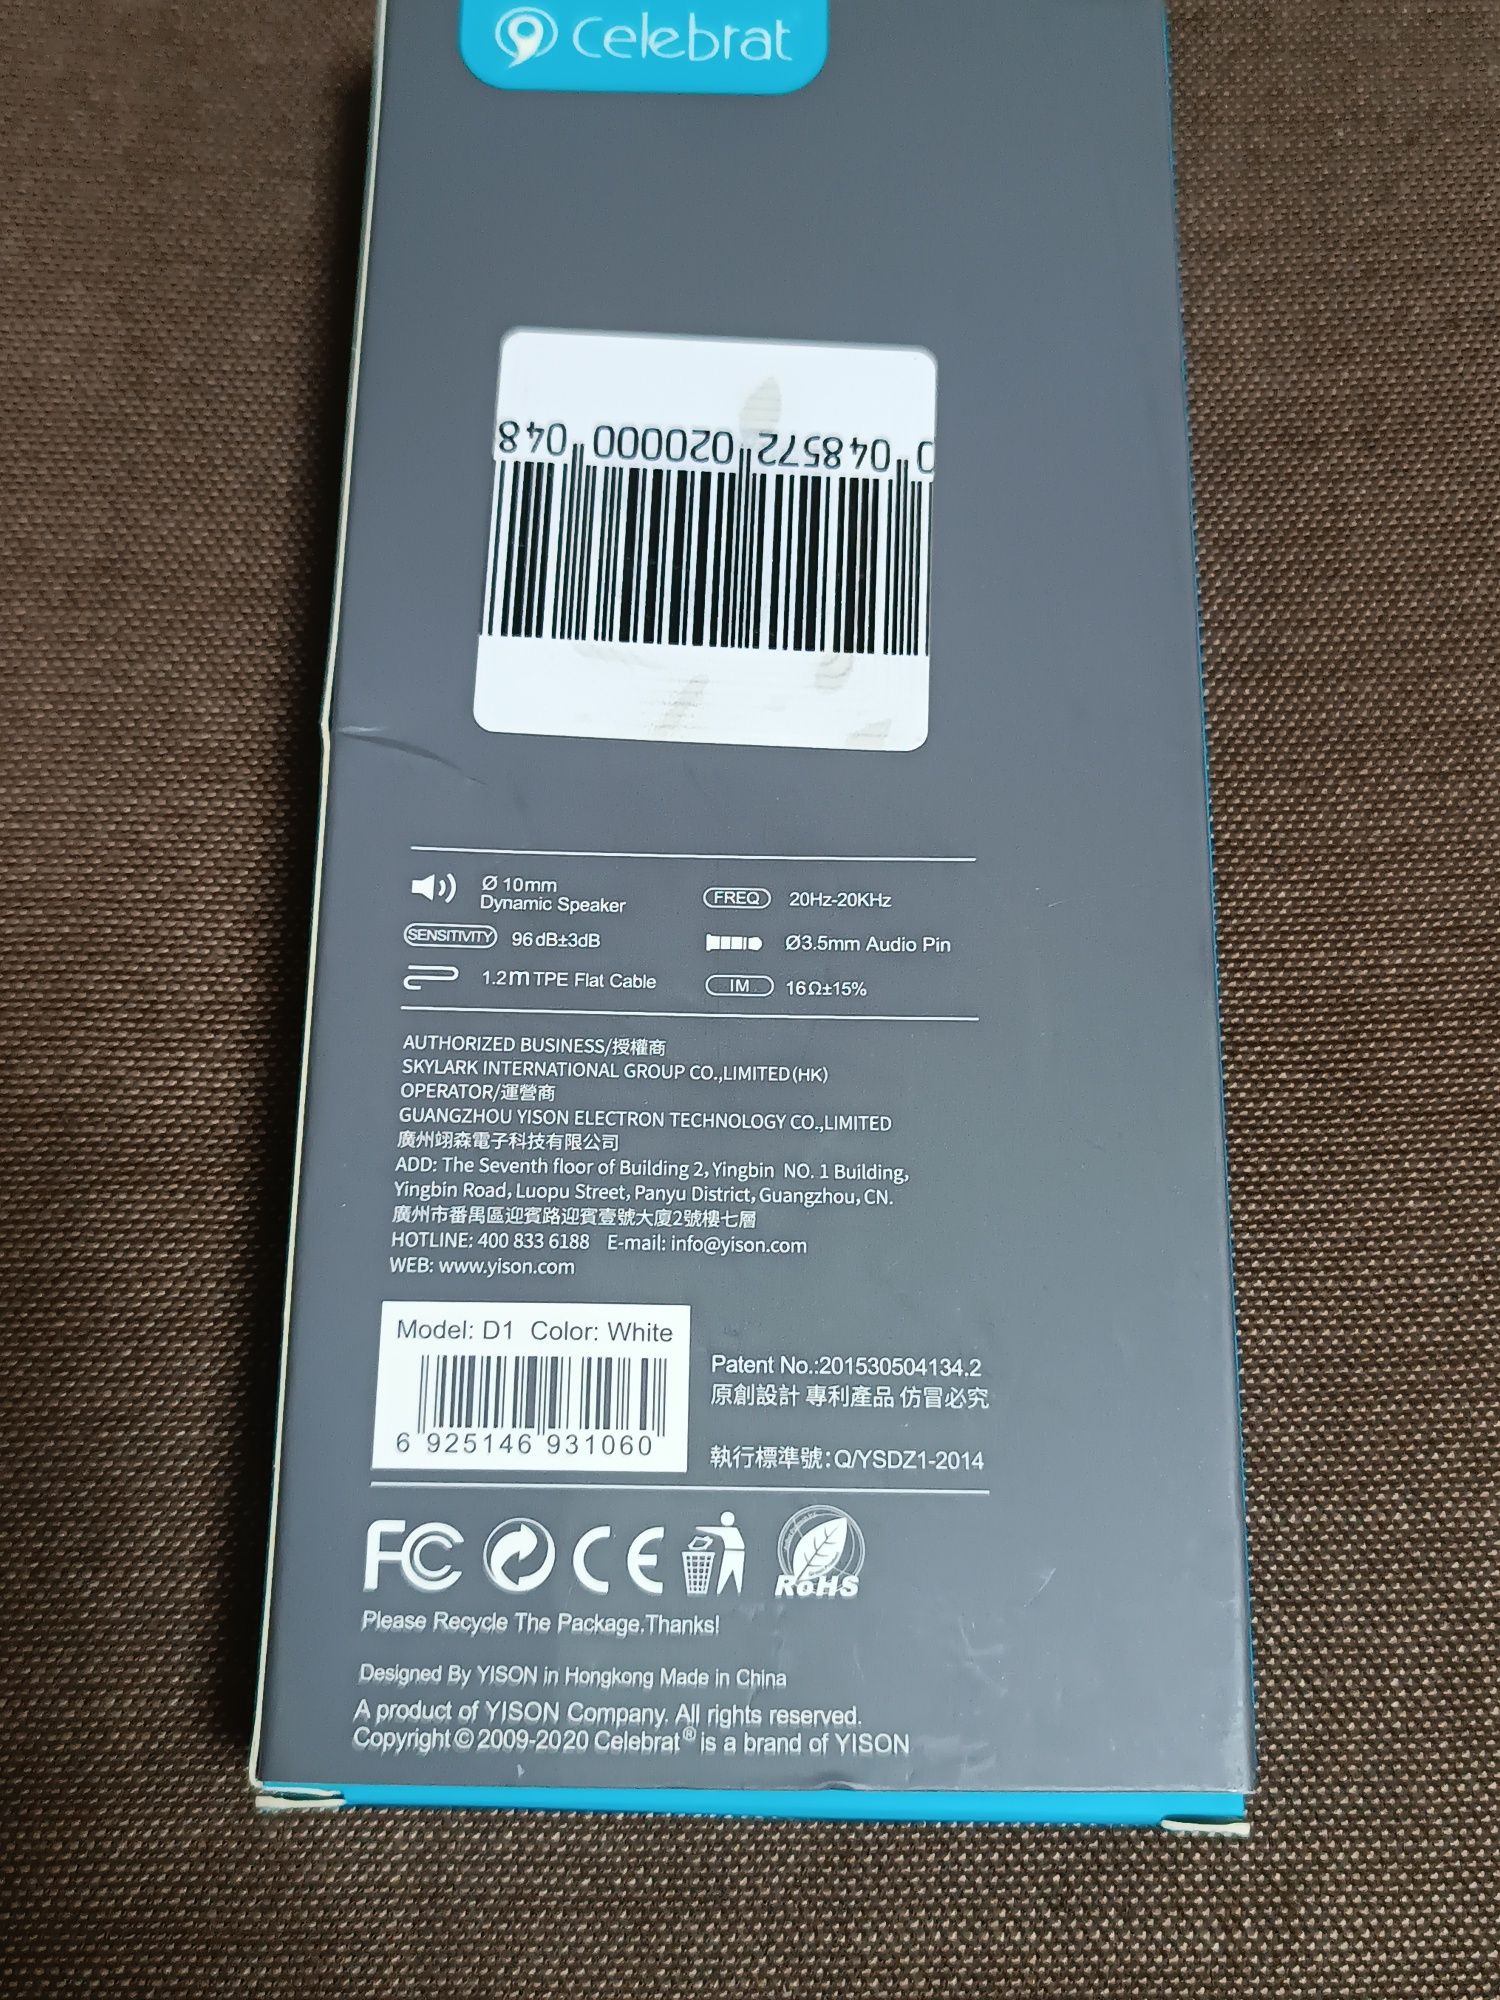 Celebrat
0 048572 020000 048
Ø 10mm
Dynamic Speaker
FREQ 20Hz-20KHz
SENSITIVITY 96dB±3dB
Ø3.5mm Audio Pin
1.2m TPE Flat Cable
IM 16Ω±15%
AUTHORIZED BUSINESS/授權商
SKYLARK INTERNATIONAL GROUP CO.,LIMITED(HK)
OPERATOR/運營商
GUANGZHOU YISON ELECTRON TECHNOLOGY CO.,LIMITED
廣州翊森電子科技有限公司
ADD: The Seventh floor of Building 2, Yingbin NO. 1 Building,
Yingbin Road, Luopu Street, Panyu District, Guangzhou, CN.
廣州市番禺區迎賓路迎賓壹號大廈2號樓七層
HOTLINE: 400 833 6188 E-mail: info@yison.com
WEB: www.yison.com
Model: D1 Color: White
6 925146 931060
Patent No.:201530504134.2
原創設計 專利產品 仿冒必究
執行標準號:Q/YSDZ1-2014
FC CE RoHS
Please Recycle The Package.Thanks!
Designed By YISON in Hongkong Made in China
A product of YISON Company. All rights reserved.
Copyright © 2009-2020 Celebrat® is a brand of YISON